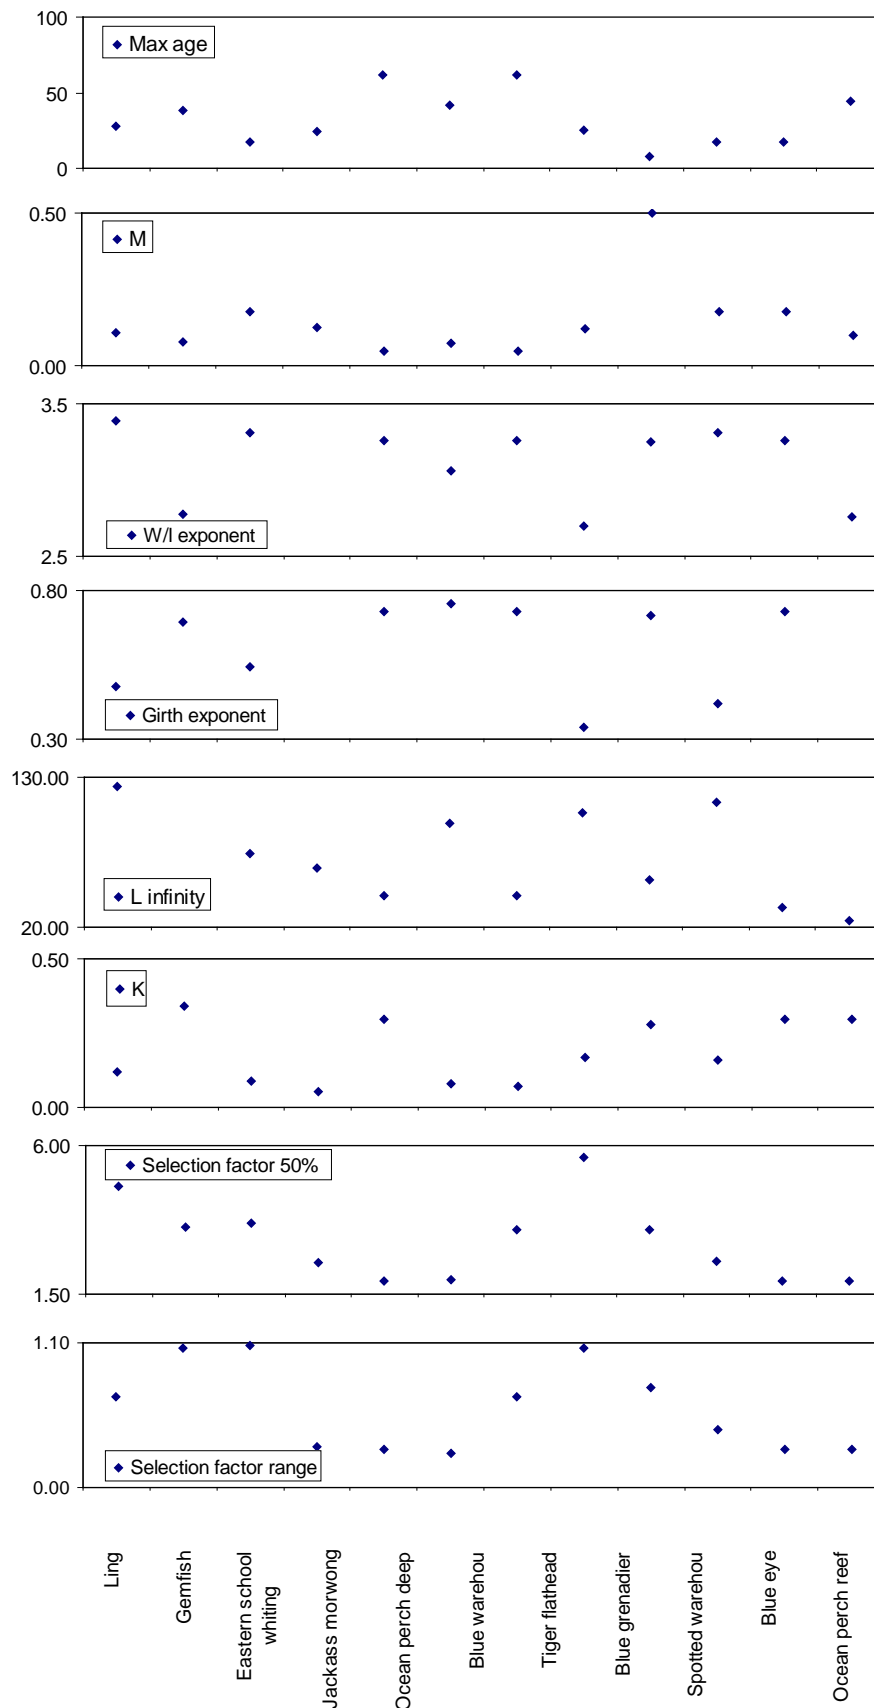 100
Max age
50
0
0.50
M
0.00
3.5
W/l exponent
2.5
0.80
Girth exponent
0.30
130.00
L infinity
20.00
0.50
K
0.00
6.00
Selection factor 50%
1.50
1.10
Selection factor range
0.00
Ling
Gemfish
Eastern school
whiting
Jackass morwong
Ocean perch deep
Blue warehou
Tiger flathead
Blue grenadier
Spotted warehou
Blue eye
Ocean perch reef